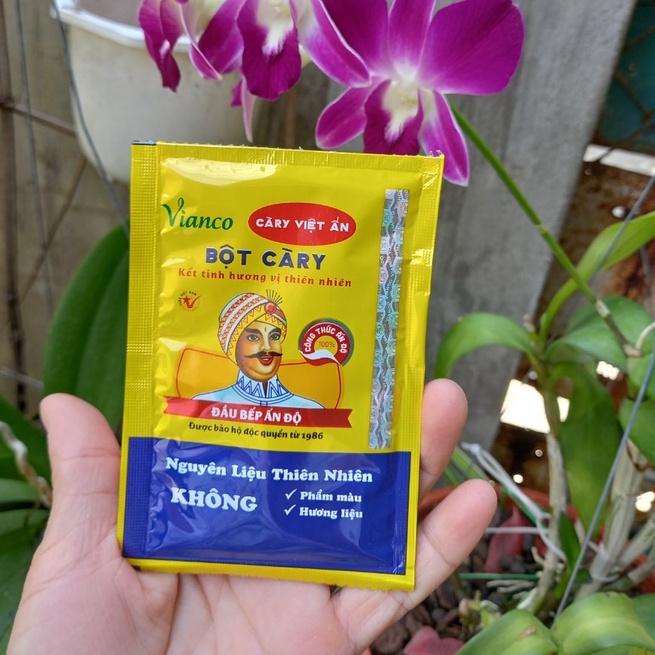 Vianco
CÀRY VIỆT ẤN
BỘT CÀRY
Kết tinh hương vị thiên nhiên
CÔNG THỨC ẤN ĐỘ
100%
ĐẦU BẾP ẤN ĐỘ
Được bảo hộ độc quyền từ 1986
Nguyên Liệu Thiên Nhiên
KHÔNG
✓ Phẩm màu
✓ Hương liệu